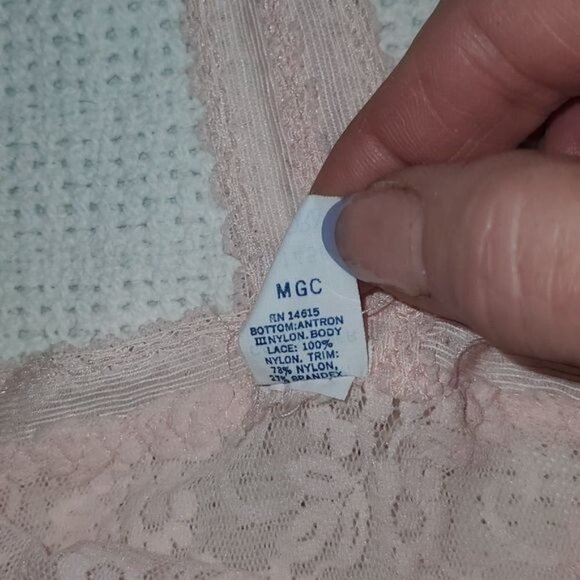 MGC
RN 14615
BOTTOM:ANTRON
III NYLON. BODY
LACE: 100%
NYLON, TRIM:
73% NYLON,
27% SPANDEX